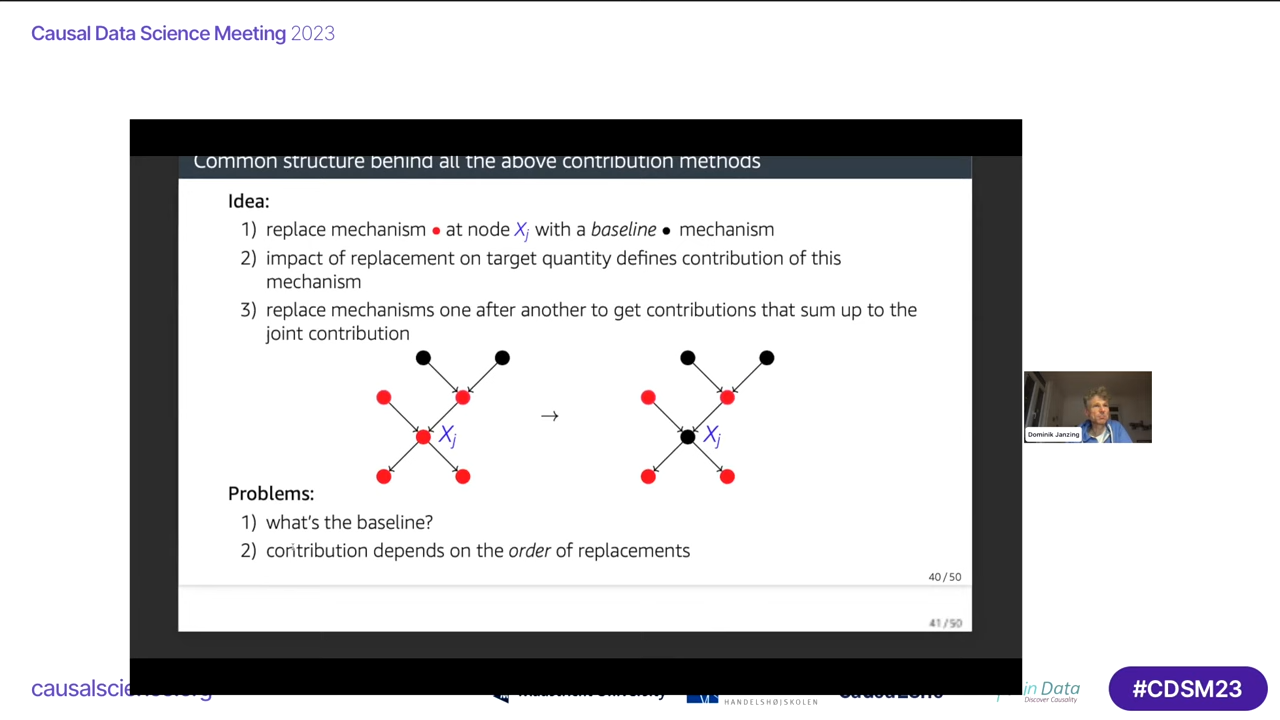 Causal Data Science Meeting 2023
Common structure behind all the above contribution methods
Idea:
1) replace mechanism • at node Xj with a baseline • mechanism
2) impact of replacement on target quantity defines contribution of this
mechanism
3) replace mechanisms one after another to get contributions that sum up to the
joint contribution
Xj
→
Xj
Problems:
1) what's the baseline?
2) contribution depends on the order of replacements
40/50
41/50
Dominik Janzing
HANDELSHØJSKOLEN
in Data
Discover Causality
#CDSM23